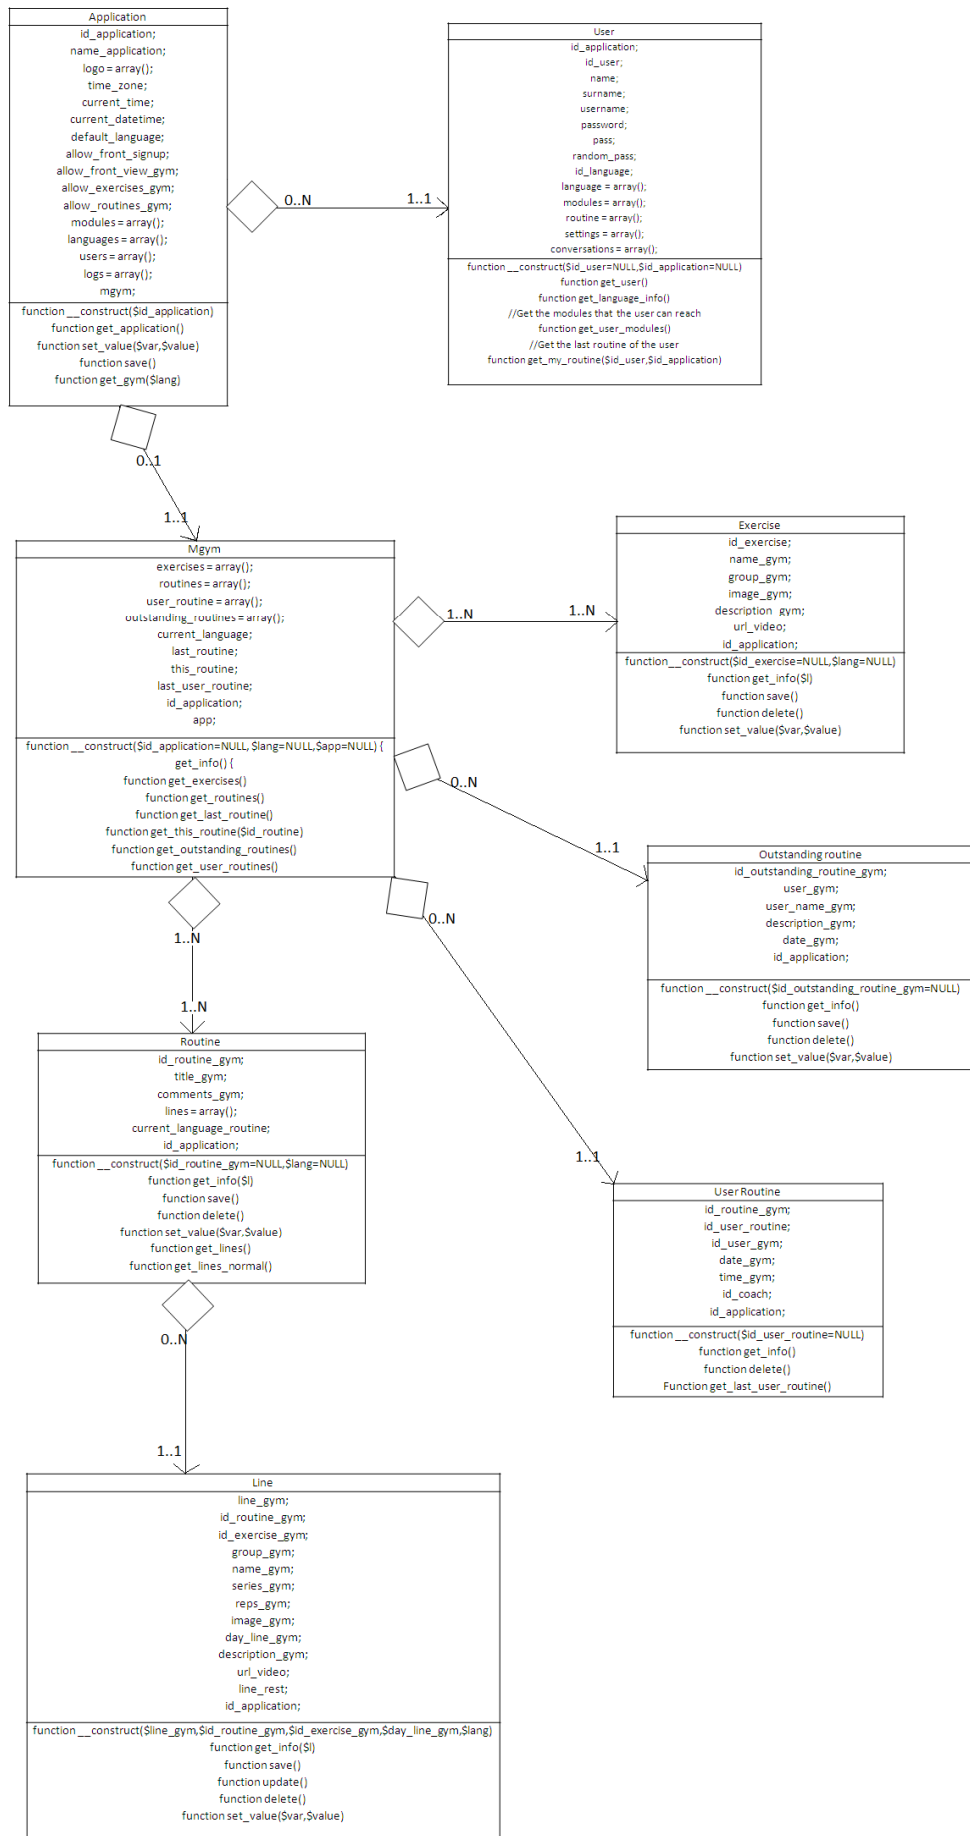 Application
id_application;
name_application;
logo = array();
time_zone;
current_time;
current_datetime;
default_language;
allow_front_signup;
allow_front_view_gym;
allow_exercises_gym;
allow_routines_gym;
modules = array();
languages = array();
users = array();
logs = array();
mgym;
function __construct($id_application)
function get_application()
function set_value($var,$value)
function save()
function get_gym($lang)
0..N
1..1
User
id_application;
id_user;
name;
surname;
username;
password;
pass;
random_pass;
id_language;
language = array();
modules = array();
routine = array();
settings = array();
conversations = array();
function __construct($id_user=NULL,$id_application=NULL)
function get_user()
function get_language_info()
//Get the modules that the user can reach
function get_user_modules()
//Get the last routine of the user
function get_my_routine($id_user,$id_application)
0..1
1..1
Mgym
exercises = array();
routines = array();
user_routine = array();
outstanding_routines = array();
current_language;
last_routine;
this_routine;
last_user_routine;
id_application;
app;
function __construct($id_application=NULL, $lang=NULL,$app=NULL) {
get_info() {
function get_exercises()
function get_routines()
function get_last_routine()
function get_this_routine($id_routine)
function get_outstanding_routines()
function get_user_routines()
1..N
1..N
Exercise
id_exercise;
name_gym;
group_gym;
image_gym;
description_gym;
url_video;
id_application;
function __construct($id_exercise=NULL,$lang=NULL)
function get_info($l)
function save()
function delete()
function set_value($var,$value)
0..N
1..1
Outstanding routine
id_outstanding_routine_gym;
user_gym;
user_name_gym;
description_gym;
date_gym;
id_application;
function __construct($id_outstanding_routine_gym=NULL)
function get_info()
function save()
function delete()
function set_value($var,$value)
0..N
1..1
User Routine
id_routine_gym;
id_user_routine;
id_user_gym;
date_gym;
time_gym;
id_coach;
id_application;
function __construct($id_user_routine=NULL)
function get_info()
function delete()
Function get_last_user_routine()
1..N
1..N
Routine
id_routine_gym;
title_gym;
comments_gym;
lines = array();
current_language_routine;
id_application;
function __construct($id_routine_gym=NULL,$lang=NULL)
function get_info($l)
function save()
function delete()
function set_value($var,$value)
function get_lines()
function get_lines_normal()
0..N
1..1
Line
line_gym;
id_routine_gym;
id_exercise_gym;
group_gym;
name_gym;
series_gym;
reps_gym;
image_gym;
day_line_gym;
description_gym;
url_video;
line_rest;
id_application;
function __construct($line_gym,$id_routine_gym,$id_exercise_gym,$day_line_gym,$lang)
function get_info($l)
function save()
function update()
function delete()
function set_value($var,$value)